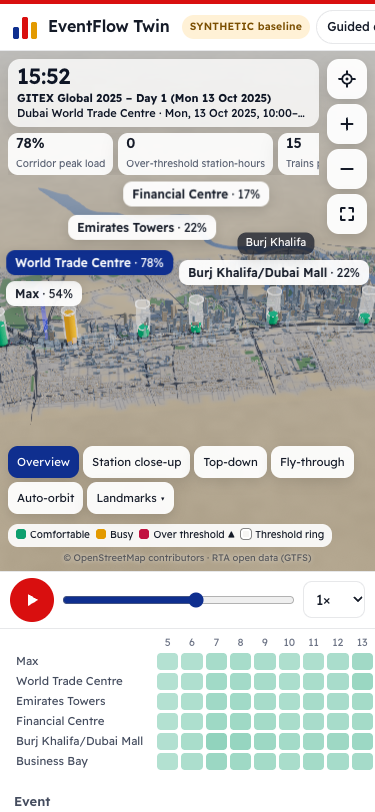 EventFlow Twin
SYNTHETIC baseline
Guided
15:52
GITEX Global 2025 – Day 1 (Mon 13 Oct 2025)
Dubai World Trade Centre · Mon, 13 Oct 2025, 10:00–…
78%
Corridor peak load
0
Over-threshold station-hours
15
Trains
Financial Centre · 17%
Emirates Towers · 22%
Burj Khalifa
World Trade Centre · 78%
Burj Khalifa/Dubai Mall · 22%
Max · 54%
Overview
Station close-up
Top-down
Fly-through
Auto-orbit
Landmarks ▾
Comfortable
Busy
Over threshold ▲
Threshold ring
© OpenStreetMap contributors · RTA open data (GTFS)
1×
5 6 7 8 9 10 11 12 13
Max
World Trade Centre
Emirates Towers
Financial Centre
Burj Khalifa/Dubai Mall
Business Bay
Event